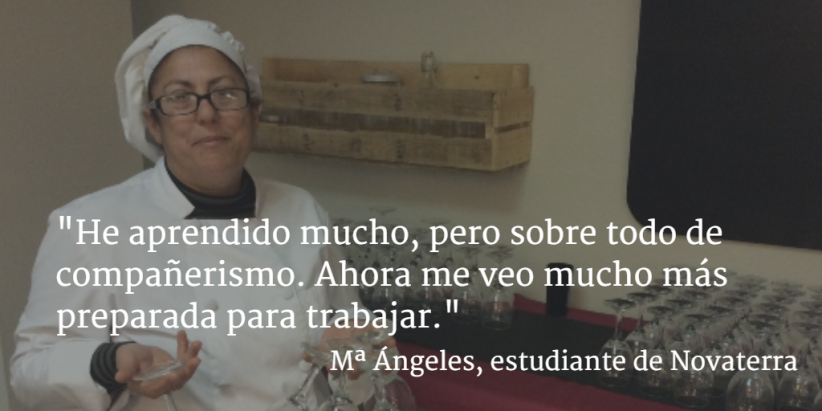 "He aprendido mucho, pero sobre todo de
compañerismo. Ahora me veo mucho más
preparada para trabajar."
Mª Ángeles, estudiante de Novaterra